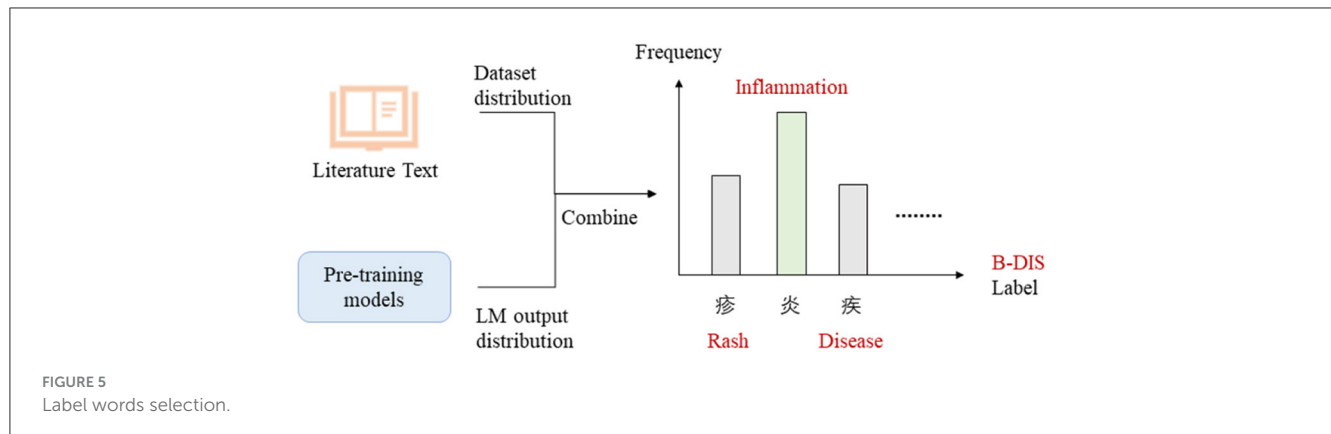 Frequency
Dataset
distribution
Inflammation
Literature Text
Combine
Pre-training
models
LM output
distribution
........
B-DIS
Label
疹 炎 疾
Rash Disease
FIGURE 5
Label words selection.